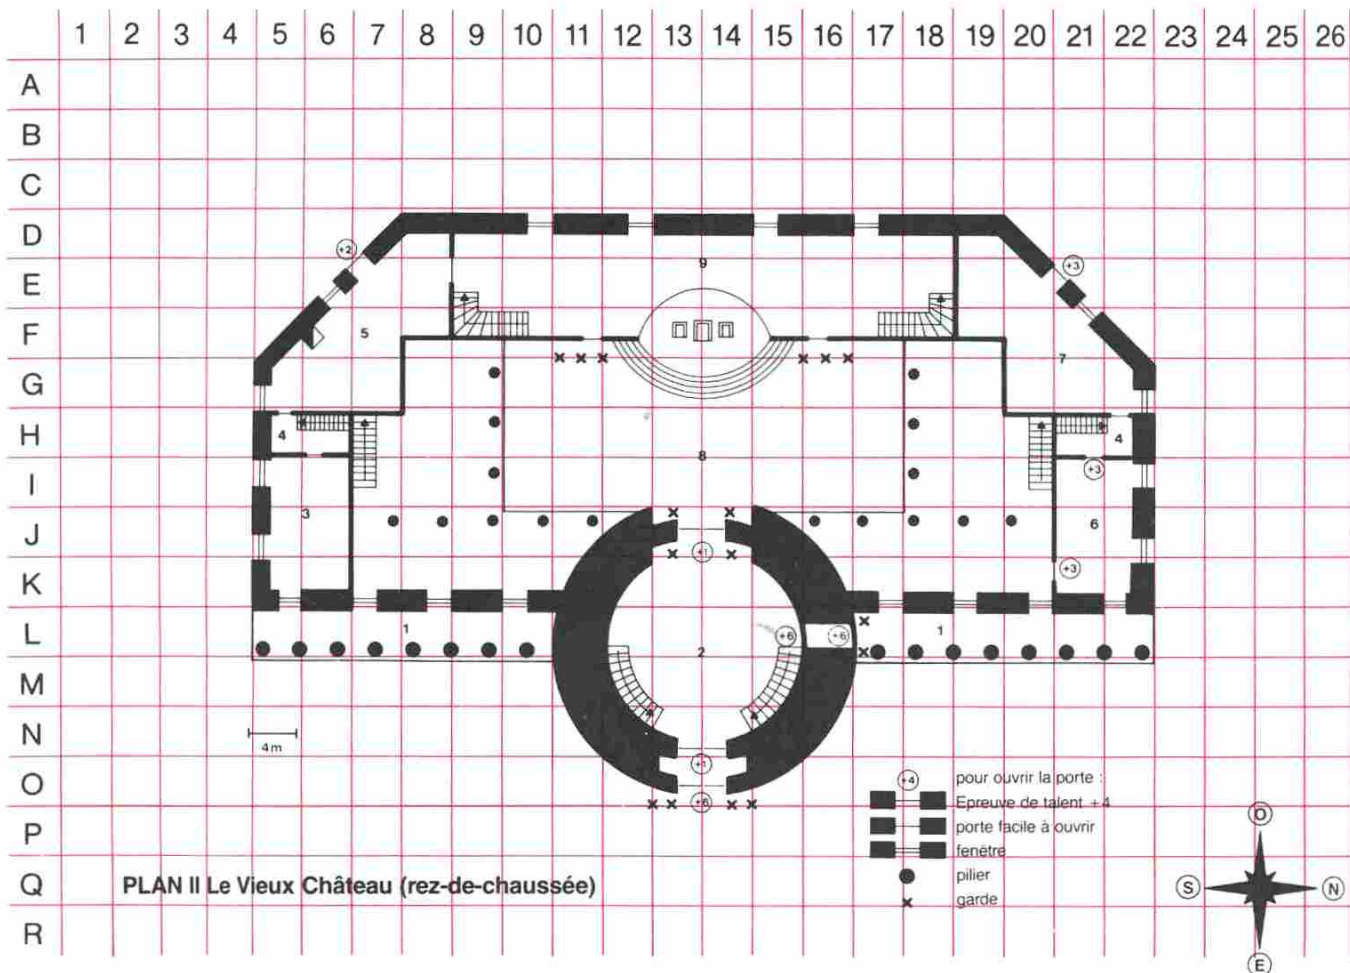 1 2 3 4 5 6 7 8 9 10 11 12 13 14 15 16 17 18 19 20 21 22 23 24 25 26
A
B
C
D
+2
9
+3
E
F
5
7
G
H
4
4
8
+3
I
3
6
J
+1
+3
K
L
1
+6
+6
1
2
M
N
4m
+1
O
+6
+4
pour ouvrir la porte :
Epreuve de talent +4
porte facile à ouvrir
fenêtre
pilier
garde
P
Q
R
PLAN II Le Vieux Château (rez-de-chaussée)
O
S
N
E